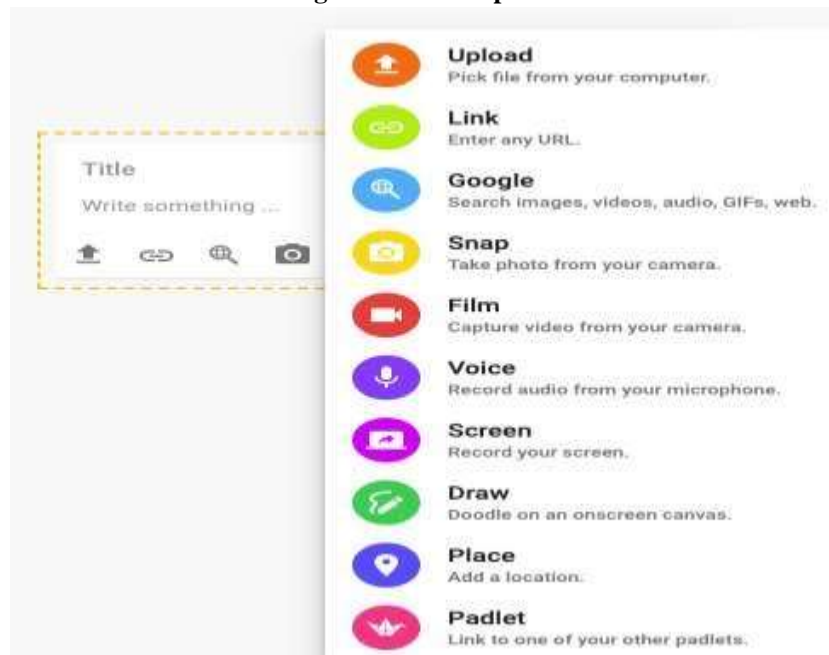 Title
Write something ...
Upload
Pick file from your computer.
Link
Enter any URL.
Google
Search images, videos, audio, GIFs, web.
Snap
Take photo from your camera.
Film
Capture video from your camera.
Voice
Record audio from your microphone.
Screen
Record your screen.
Draw
Doodle on an onscreen canvas.
Place
Add a location.
Padlet
Link to one of your other padlets.